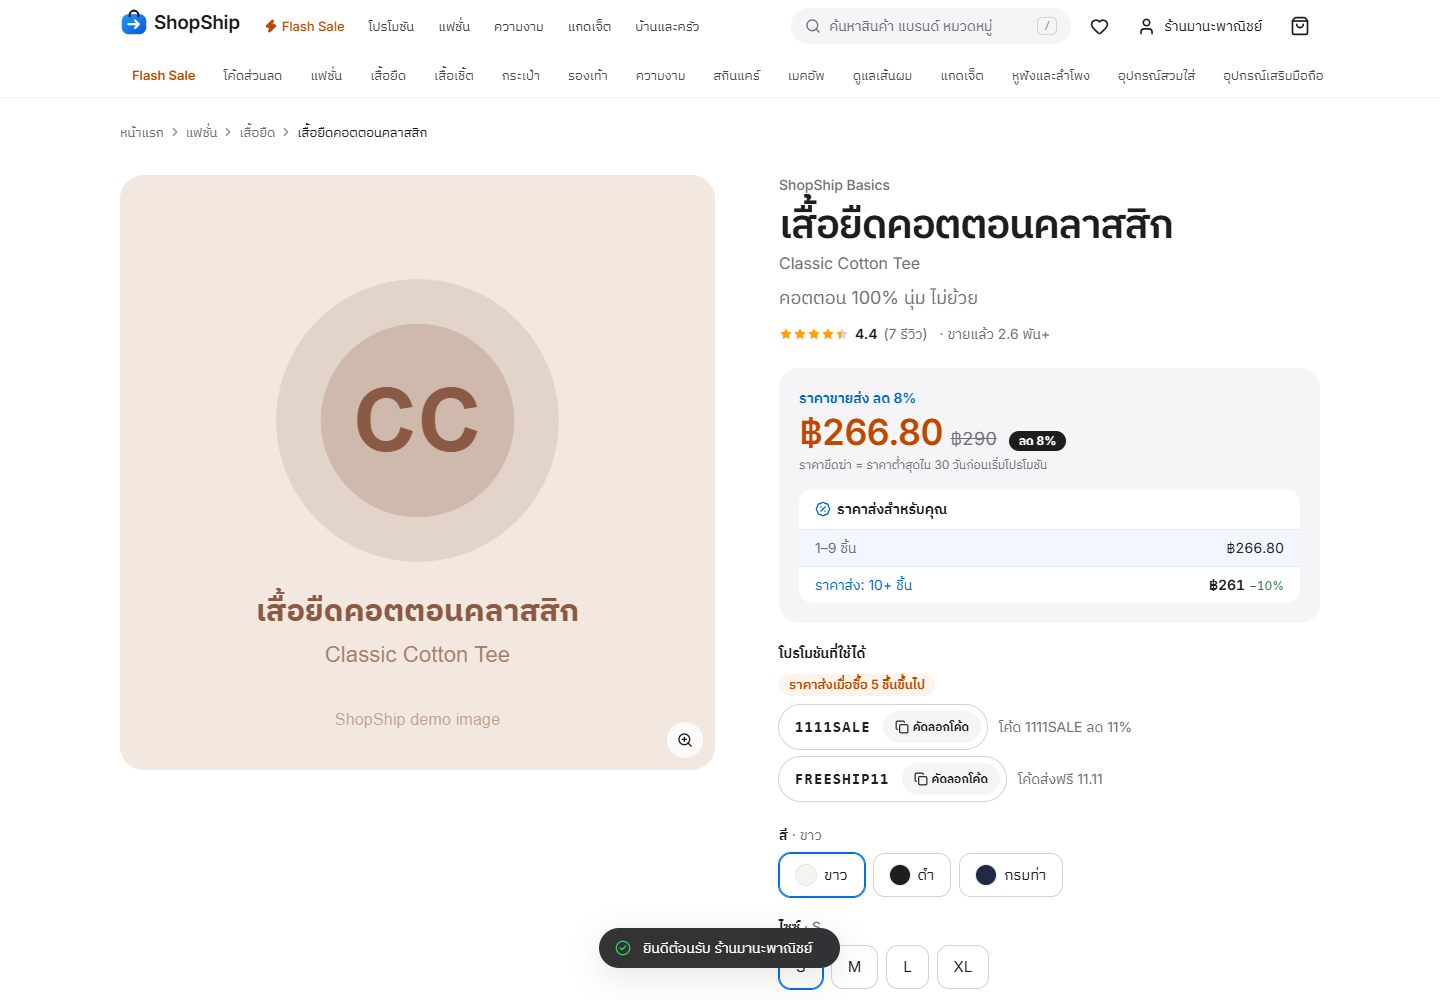 ShopShip
Flash Sale โปรโมชัน แฟชั่น ความงาม แกดเจ็ต บ้านและครัว
ค้นหาสินค้า แบรนด์ หมวดหมู่ /
ร้านมานะพาณิชย์
Flash Sale โค้ดส่วนลด แฟชั่น เสื้อยืด เสื้อเชิ้ต กระเป๋า รองเท้า ความงาม สกินแคร์ เมคอัพ ดูแลเส้นผม แกดเจ็ต หูฟังและลำโพง อุปกรณ์สวมใส่ อุปกรณ์เสริมมือถือ
หน้าแรก > แฟชั่น > เสื้อยืด > เสื้อยืดคอตตอนคลาสสิก
CC
เสื้อยืดคอตตอนคลาสสิก
Classic Cotton Tee
ShopShip demo image
ShopShip Basics
เสื้อยืดคอตตอนคลาสสิก
Classic Cotton Tee
คอตตอน 100% นุ่ม ไม่ย้วย
4.4 (7 รีวิว) · ขายแล้ว 2.6 พัน+
ราคาขายส่ง ลด 8%
฿266.80 ฿290 ลด 8%
ราคาขีดฆ่า = ราคาต่ำสุดใน 30 วันก่อนเริ่มโปรโมชัน
ราคาส่งสำหรับคุณ
1–9 ชิ้น ฿266.80
ราคาส่ง: 10+ ชิ้น ฿261 −10%
โปรโมชันที่ใช้ได้
ราคาส่งเมื่อซื้อ 5 ชิ้นขึ้นไป
1111SALE คัดลอกโค้ด โค้ด 1111SALE ลด 11%
FREESHIP11 คัดลอกโค้ด โค้ดส่งฟรี 11.11
สี · ขาว
ขาว ดำ กรมท่า
ไซซ์ · S
S M L XL
ยินดีต้อนรับ ร้านมานะพาณิชย์